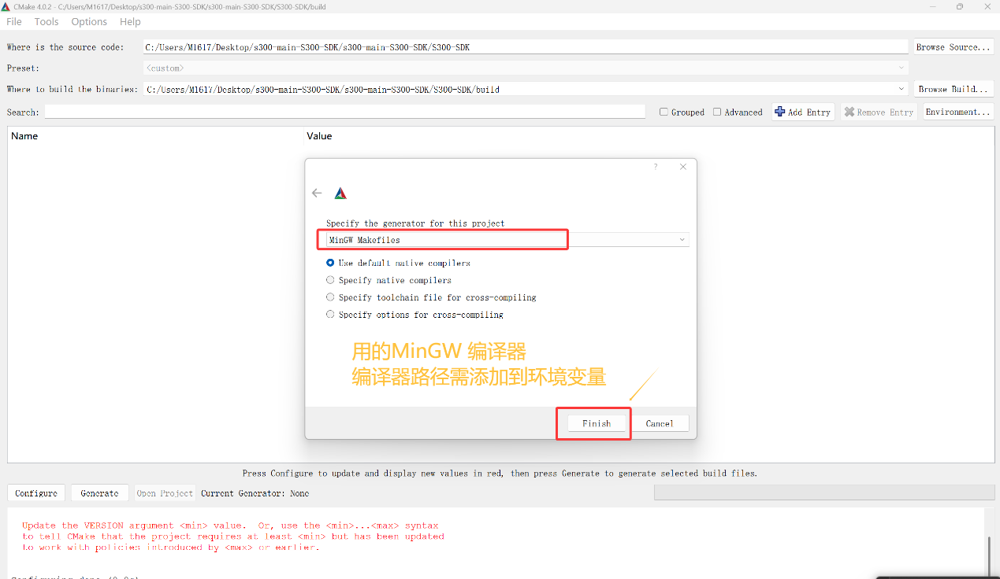 CMake 4.0.2 - C:/Users/M1617/Desktop/s300-main-S300-SDK/s300-main-S300-SDK/S300-SDK/build
File Tools Options Help
Where is the source code: C:/Users/M1617/Desktop/s300-main-S300-SDK/s300-main-S300-SDK/S300-SDK Browse Source...
Preset: <custom>
Where to build the binaries: C:/Users/M1617/Desktop/s300-main-S300-SDK/s300-main-S300-SDK/S300-SDK/build Browse Build...
Search: Grouped Advanced Add Entry Remove Entry Environment...
Name Value
?
Specify the generator for this project
MinGW Makefiles
Use default native compilers
Specify native compilers
Specify toolchain file for cross-compiling
Specify options for cross-compiling
用的MinGW 编译器
编译器路径需添加到环境变量
Finish Cancel
Press Configure to update and display new values in red, then press Generate to generate selected build files.
Configure Generate Open Project Current Generator: None
Update the VERSION argument <min> value. Or, use the <min>...<max> syntax
to tell CMake that the project requires at least <min> but has been updated
to work with policies introduced by <max> or earlier.